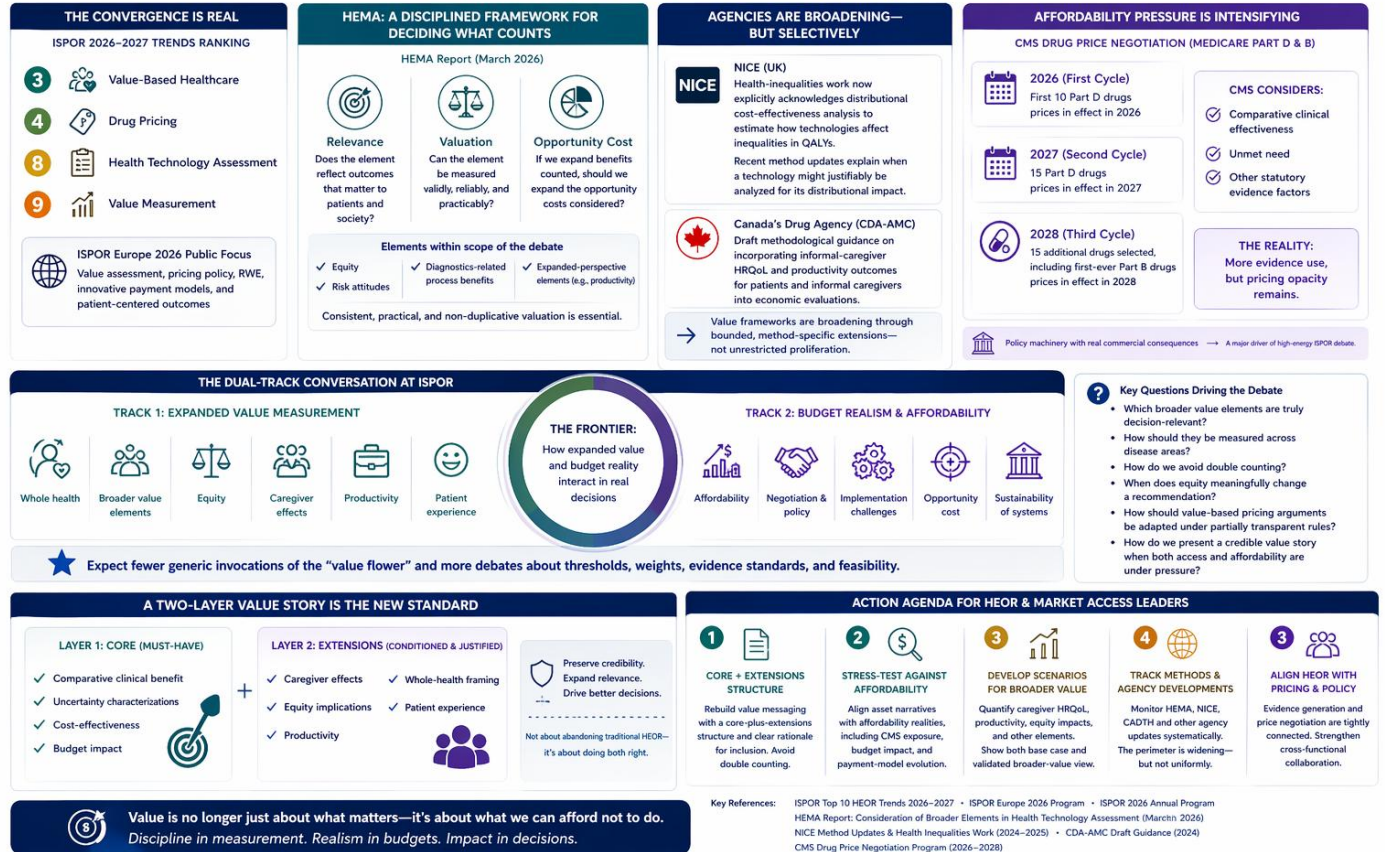 THE CONVERGENCE IS REAL
ISPOR 2026–2027 TRENDS RANKING
3 Value-Based Healthcare
4 Drug Pricing
8 Health Technology Assessment
9 Value Measurement
ISPOR Europe 2026 Public Focus
Value assessment, pricing policy, RWE,
innovative payment models, and
patient-centered outcomes
HEMA: A DISCIPLINED FRAMEWORK FOR
DECIDING WHAT COUNTS
HEMA Report (March 2026)
Relevance
Does the element
reflect outcomes
that matter to
patients and
society?
Valuation
Can the element
be measured
validly, reliably, and
practicably?
Opportunity Cost
If we expand benefits
counted, should we
expand the opportunity
costs considered?
Elements within scope of the debate
✓ Equity
✓ Risk attitudes
✓ Diagnostics-related
process benefits
✓ Expanded-perspective
elements (e.g., productivity)
Consistent, practical, and non-duplicative valuation is essential.
AGENCIES ARE BROADENING—
BUT SELECTIVELY
NICE
NICE (UK)
Health-inequalities work now
explicitly acknowledges distributional
cost-effectiveness analysis to
estimate how technologies affect
inequalities in QALYs.
Recent method updates explain when
a technology might justifiably be
analyzed for its distributional impact.
Canada's Drug Agency (CDA-AMC)
Draft methodological guidance on
incorporating informal-caregiver
HRQoL and productivity outcomes
for patients and informal caregivers
into economic evaluations.
→ Value frameworks are broadening through
bounded, method-specific extensions—
not unrestricted proliferation.
AFFORDABILITY PRESSURE IS INTENSIFYING
CMS DRUG PRICE NEGOTIATION (MEDICARE PART D & B)
2026 (First Cycle)
First 10 Part D drugs
prices in effect in 2026
2027 (Second Cycle)
15 Part D drugs
prices in effect in 2027
2028 (Third Cycle)
15 additional drugs selected,
including first-ever Part B drugs
prices in effect in 2028
CMS CONSIDERS:
Comparative clinical
effectiveness
Unmet need
Other statutory
evidence factors
THE REALITY:
More evidence use,
but pricing opacity
remains.
Policy machinery with real commercial consequences → A major driver of high-energy ISPOR debate.
THE DUAL-TRACK CONVERSATION AT ISPOR
TRACK 1: EXPANDED VALUE MEASUREMENT
Whole health
Broader value
elements
Equity
Caregiver
effects
Productivity
Patient
experience
THE FRONTIER:
How expanded value
and budget reality
interact in real
decisions
TRACK 2: BUDGET REALISM & AFFORDABILITY
$
Affordability
Negotiation &
policy
Implementation
challenges
Opportunity
cost
Sustainability
of systems
Expect fewer generic invocations of the “value flower” and more debates about thresholds, weights, evidence standards, and feasibility.
? Key Questions Driving the Debate
• Which broader value elements are truly
decision-relevant?
• How should they be measured across
disease areas?
• How do we avoid double counting?
• When does equity meaningfully change
a recommendation?
• How should value-based pricing arguments
be adapted under partially transparent rules?
• How do we present a credible value story
when both access and affordability are
under pressure?
A TWO-LAYER VALUE STORY IS THE NEW STANDARD
LAYER 1: CORE (MUST-HAVE)
✓ Comparative clinical benefit
✓ Uncertainty characterizations
✓ Cost-effectiveness
✓ Budget impact
+
LAYER 2: EXTENSIONS (CONDITIONED & JUSTIFIED)
✓ Caregiver effects
✓ Equity implications
✓ Productivity
✓ Whole-health framing
✓ Patient experience
Preserve credibility.
Expand relevance.
Drive better decisions.
Not about abandoning traditional HEOR—
it's about doing both right.
ACTION AGENDA FOR HEOR & MARKET ACCESS LEADERS
1
CORE + EXTENSIONS
STRUCTURE
Rebuild value messaging
with a core-plus-extensions
structure and clear rationale
for inclusion. Avoid
double counting.
2
$
STRESS-TEST AGAINST
AFFORDABILITY
Align asset narratives
with affordability realities,
including CMS exposure,
budget impact, and
payment-model evolution.
3
DEVELOP SCENARIOS
FOR BROADER VALUE
Quantify caregiver HRQoL,
productivity, equity impacts,
and other elements.
Show both base case and
validated broader-value view.
4
TRACK METHODS &
AGENCY DEVELOPMENTS
Monitor HEMA, NICE,
CADTH and other agency
updates systematically.
The perimeter is widening—
but not uniformly.
3
ALIGN HEOR WITH
PRICING & POLICY
Evidence generation and
price negotiation are tightly
connected. Strengthen
cross-functional
collaboration.
Value is no longer just about what matters—it's about what we can afford not to do.
Discipline in measurement. Realism in budgets. Impact in decisions.
Key References: ISPOR Top 10 HEOR Trends 2026–2027 • ISPOR Europe 2026 Program • ISPOR 2026 Annual Program
HEMA Report: Consideration of Broader Elements in Health Technology Assessment (March 2026)
NICE Method Updates & Health Inequalities Work (2024–2025) • CDA-AMC Draft Guidance (2024)
CMS Drug Price Negotiation Program (2026–2028)